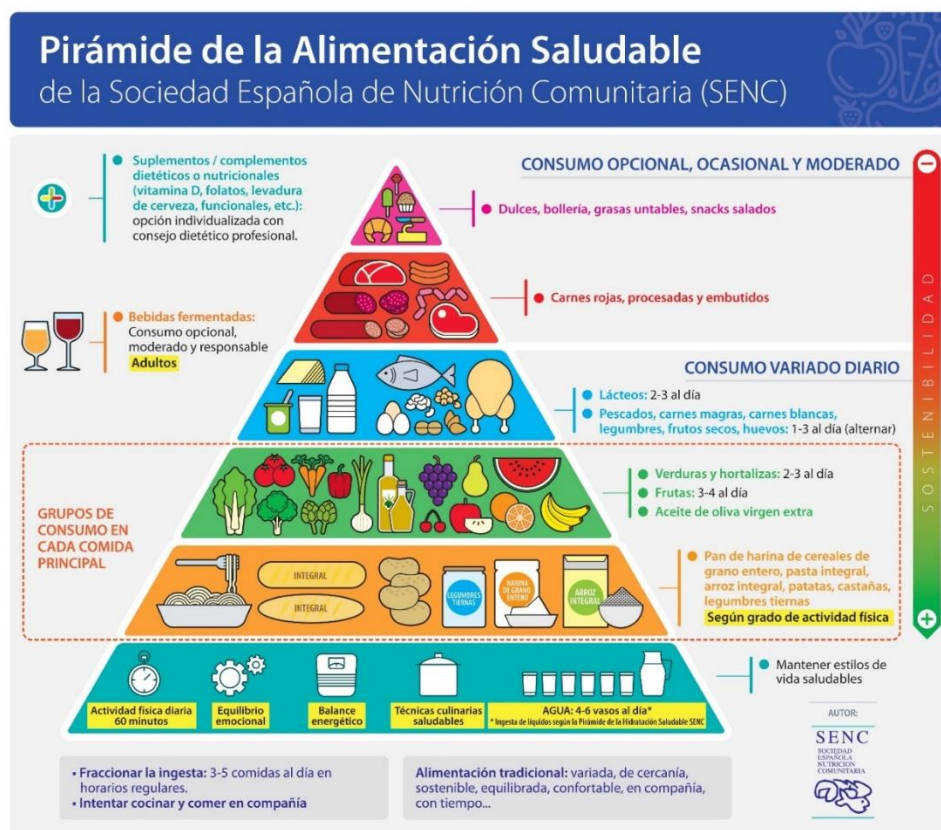 Pirámide de la Alimentación Saludable
de la Sociedad Española de Nutrición Comunitaria (SENC)
Suplementos / complementos
dietéticos o nutricionales
(vitamina D, folatos, levadura
de cerveza, funcionales, etc.):
opción individualizada con
consejo dietético profesional.
CONSUMO OPCIONAL, OCASIONAL Y MODERADO
Dulces, bollería, grasas untables, snacks salados
Carnes rojas, procesadas y embutidos
Bebidas fermentadas:
Consumo opcional,
moderado y responsable
Adultos
CONSUMO VARIADO DIARIO
Lácteos: 2-3 al día
Pescados, carnes magras, carnes blancas,
legumbres, frutos secos, huevos: 1-3 al día (alternar)
SOSTENIBILIDAD
GRUPOS DE
CONSUMO EN
CADA COMIDA
PRINCIPAL
Verduras y hortalizas: 2-3 al día
Frutas: 3-4 al día
Aceite de oliva virgen extra
INTEGRAL
INTEGRAL
LEGUMBRES
TIERNAS
HARINA
DE GRANO
ENTERO
ARROZ
INTEGRAL
Pan de harina de cereales de
grano entero, pasta integral,
arroz integral, patatas, castañas,
legumbres tiernas
Según grado de actividad física
Actividad física diaria
60 minutos
Equilibrio
emocional
Balance
energético
Técnicas culinarias
saludables
AGUA: 4-6 vasos al día*
* Ingesta de líquidos según la Pirámide de la Hidratación Saludable SENC
Mantener estilos de
vida saludables
• Fraccionar la ingesta: 3-5 comidas al día en
horarios regulares.
• Intentar cocinar y comer en compañía
Alimentación tradicional: variada, de cercanía,
sostenible, equilibrada, confortable, en compañía,
con tiempo...
AUTOR:
SENC
SOCIEDAD
ESPAÑOLA
NUTRICION
COMUNITARIA